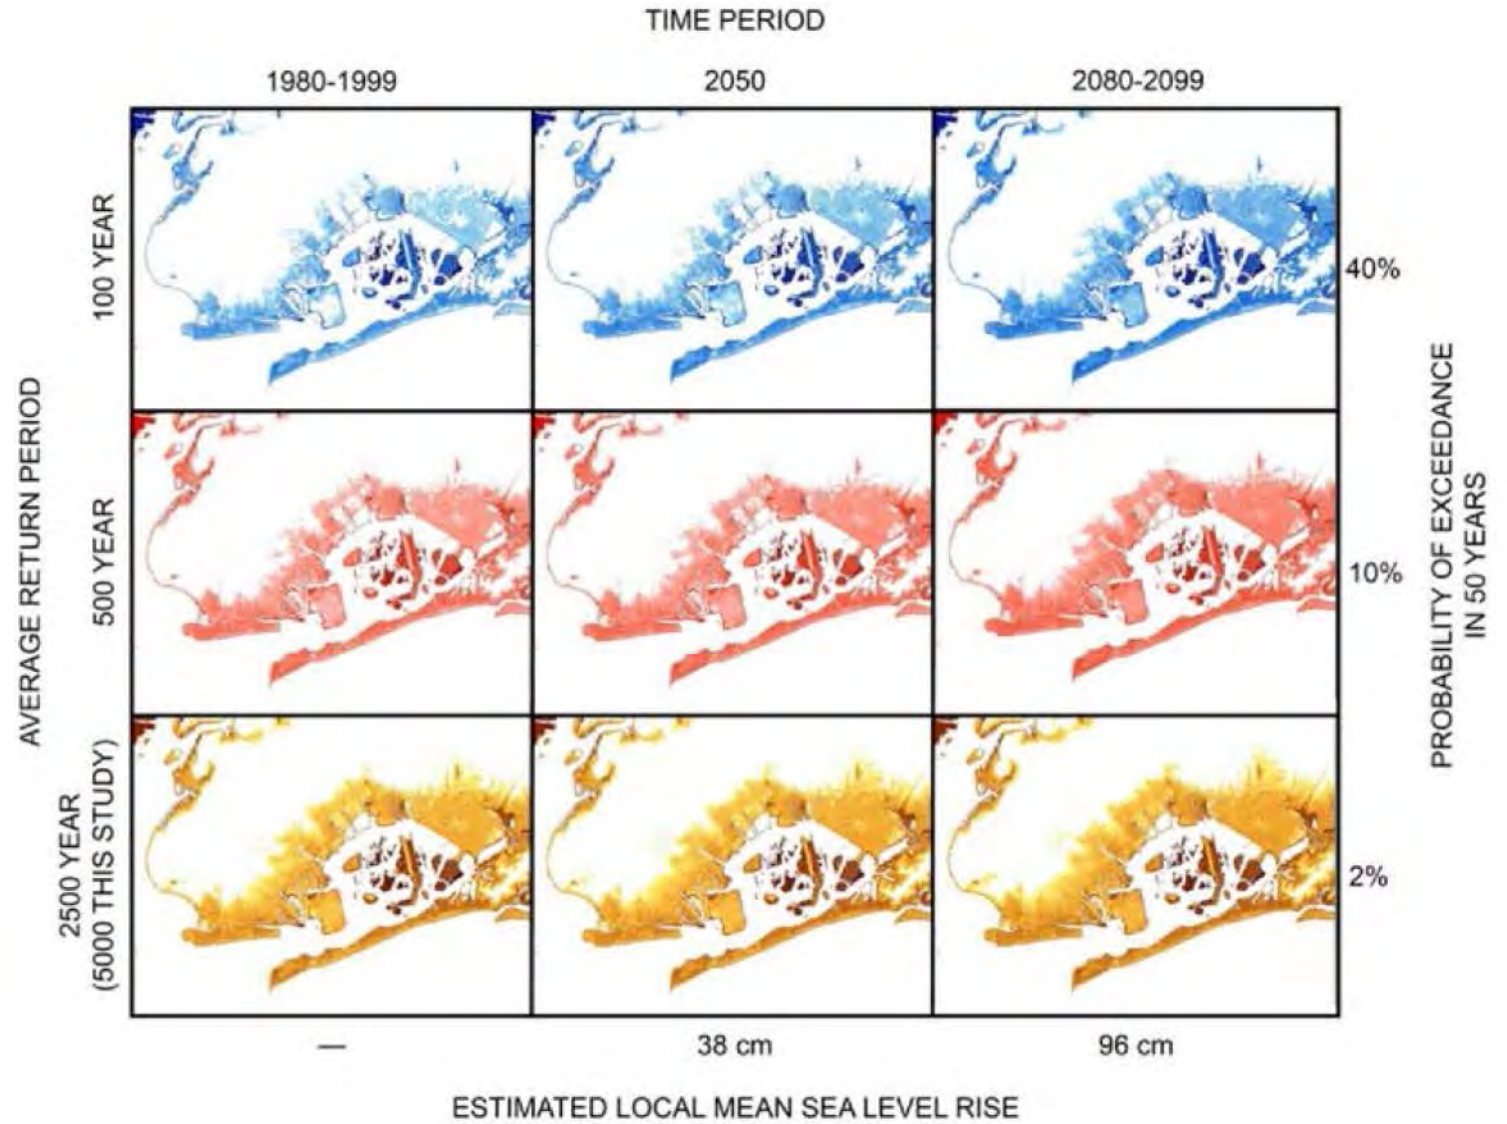 TIME PERIOD
1980-1999
2050
2080-2099
AVERAGE RETURN PERIOD
100 YEAR
40%
500 YEAR
10%
2500 YEAR
(5000 THIS STUDY)
2%
PROBABILITY OF EXCEEDANCE
IN 50 YEARS
—
38 cm
96 cm
ESTIMATED LOCAL MEAN SEA LEVEL RISE